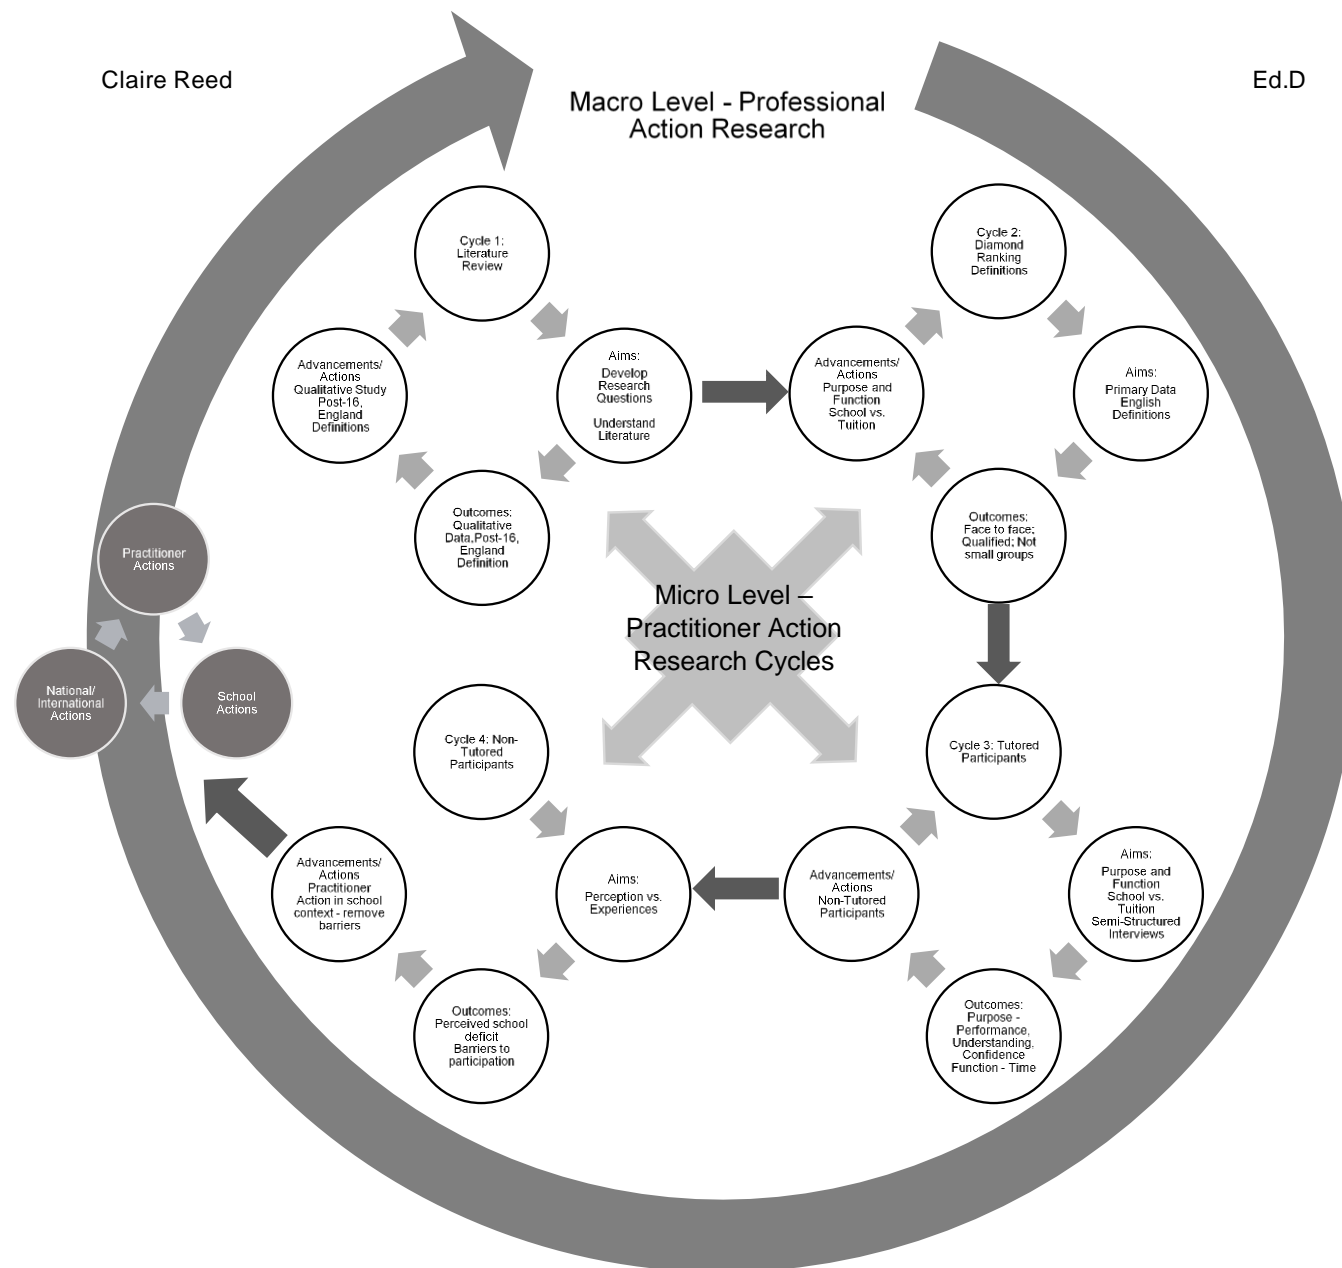 Claire Reed
Ed.D
Macro Level - Professional
Action Research
Cycle 1:
Literature
Review
Advancements/
Actions
Qualitative Study
Post-16,
England
Definitions
Aims:
Develop
Research
Questions
Understand
Literature
Outcomes:
Qualitative
Data,Post-16,
England
Definition
Cycle 2:
Diamond
Ranking
Definitions
Advancements/
Actions
Purpose and
Function
School vs.
Tuition
Aims:
Primary Data
English
Definitions
Outcomes:
Face to face;
Qualified; Not
small groups
Micro Level –
Practitioner Action
Research Cycles
Practitioner
Actions
National/
International
Actions
School
Actions
Cycle 4: Non-
Tutored
Participants
Advancements/
Actions
Practitioner
Action in school
context - remove
barriers
Aims:
Perception vs.
Experiences
Outcomes:
Perceived school
deficit
Barriers to
participation
Cycle 3: Tutored
Participants
Advancements/
Actions
Non-Tutored
Participants
Aims:
Purpose and
Function
School vs.
Tuition
Semi-Structured
Interviews
Outcomes:
Purpose -
Performance,
Understanding,
Confidence
Function - Time